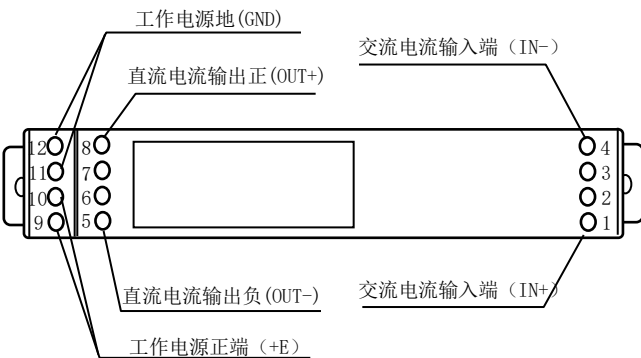 工作电源地(GND)
直流电流输出正(OUT+)
交流电流输入端（IN-）
12 8 4
11 7 3
10 6 2
9 5 1
直流电流输出负(OUT-)
交流电流输入端（IN+）
工作电源正端（+E）